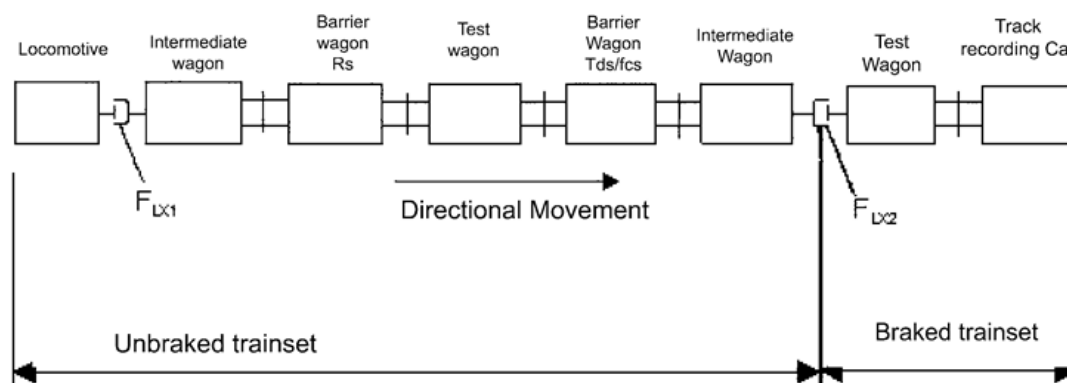 Locomotive
Intermediate
wagon
Barrier
wagon
Rs
Test
wagon
Barrier
Wagon
Tds/fcs
Intermediate
Wagon
Test
Wagon
Track
recording Ca
F LX1
Directional Movement
F LX2
Unbraked trainset
Braked trainset